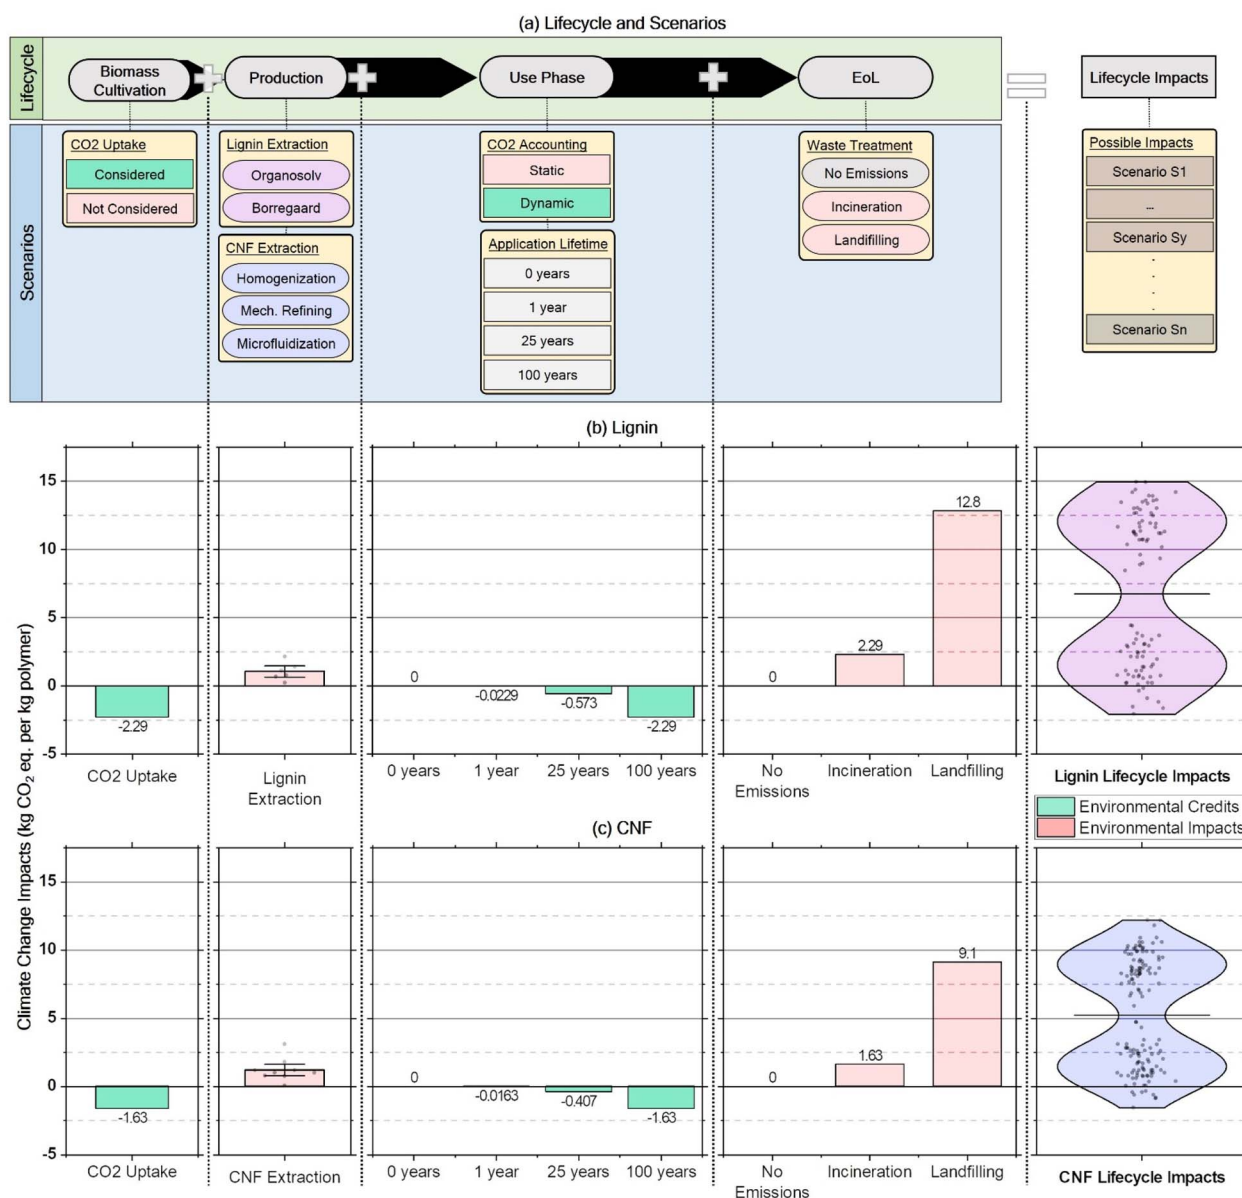 (a) Lifecycle and Scenarios
Lifecycle
Biomass
Cultivation
Production
Use Phase
EoL
Lifecycle Impacts
Scenarios
CO2 Uptake
Considered
Not Considered
Lignin Extraction
Organosolv
Borregaard
CNF Extraction
Homogenization
Mech. Refining
Microfluidization
CO2 Accounting
Static
Dynamic
Application Lifetime
0 years
1 year
25 years
100 years
Waste Treatment
No Emissions
Incineration
Landfilling
Possible Impacts
Scenario S1
...
Scenario Sy
.
.
.
.
Scenario Sn
(b) Lignin
Climate Change Impacts (kg CO₂ eq. per kg polymer)
15
10
5
0
-5
-2.29
0
-0.0229
-0.573
-2.29
0
2.29
12.8
CO2 Uptake
Lignin
Extraction
0 years
1 year
25 years
100 years
No
Emissions
Incineration
Landfilling
Lignin Lifecycle Impacts
Environmental Credits
Environmental Impacts
(c) CNF
15
10
5
0
-5
-1.63
0
-0.0163
-0.407
-1.63
0
1.63
9.1
CO2 Uptake
CNF Extraction
0 years
1 year
25 years
100 years
No
Emissions
Incineration
Landfilling
CNF Lifecycle Impacts